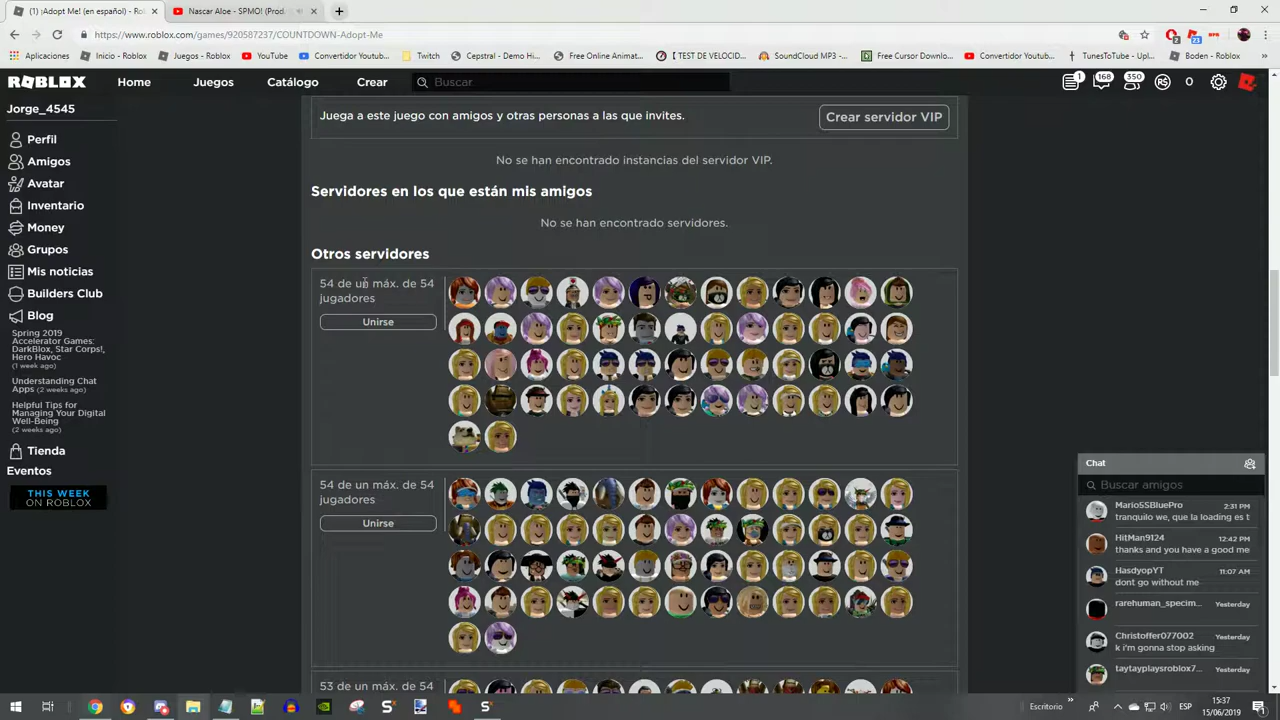 (1) ¡Adopt Me! (en español) - Rol
Nascar Aloe - SPMO! (Prod.
https://www.roblox.com/games/920587237/COUNTDOWN-Adopt-Me
2
23
Aplicaciones
Inicio - Roblox
Juegos - Roblox
YouTube
Convertidor Youtube
Twitch
Cepstral - Demo Hi
Free Online Animat
[ TEST DE VELOCID
SoundCloud MP3 -
Free Cursor Downlo
Convertidor Youtube
TunesToTube - Uplo
Boden - Roblox
ROBLOX
Home
Juegos
Catálogo
Crear
Buscar
1
168
350
0
Jorge_4545
Perfil
Amigos
Avatar
Inventario
Money
Grupos
Mis noticias
Builders Club
Blog
Spring 2019
Accelerator Games:
DarkBlox, Star Corps!,
Hero Havoc
(1 week ago)
Understanding Chat
Apps (2 weeks ago)
Helpful Tips for
Managing Your Digital
Well-Being
(2 weeks ago)
Tienda
Eventos
THIS WEEK
ON ROBLOX
Juega a este juego con amigos y otras personas a las que invites.
Crear servidor VIP
No se han encontrado instancias del servidor VIP.
Servidores en los que están mis amigos
No se han encontrado servidores.
Otros servidores
54 de un máx. de 54
jugadores
Unirse
54 de un máx. de 54
jugadores
Unirse
53 de un máx. de 54
Chat
Buscar amigos
MarioSSBluePro
2:31 PM
tranquilo we, que la loading es t
HitMan9124
12:42 PM
thanks and you have a good me
HasdyopYT
11:07 AM
dont go without me
rarehuman_specim...
Yesterday
Christoffer077002
Yesterday
k i'm gonna stop asking
taytayplaysroblox7...
Yesterday
Escritorio
ESP
15:37
15/06/2019